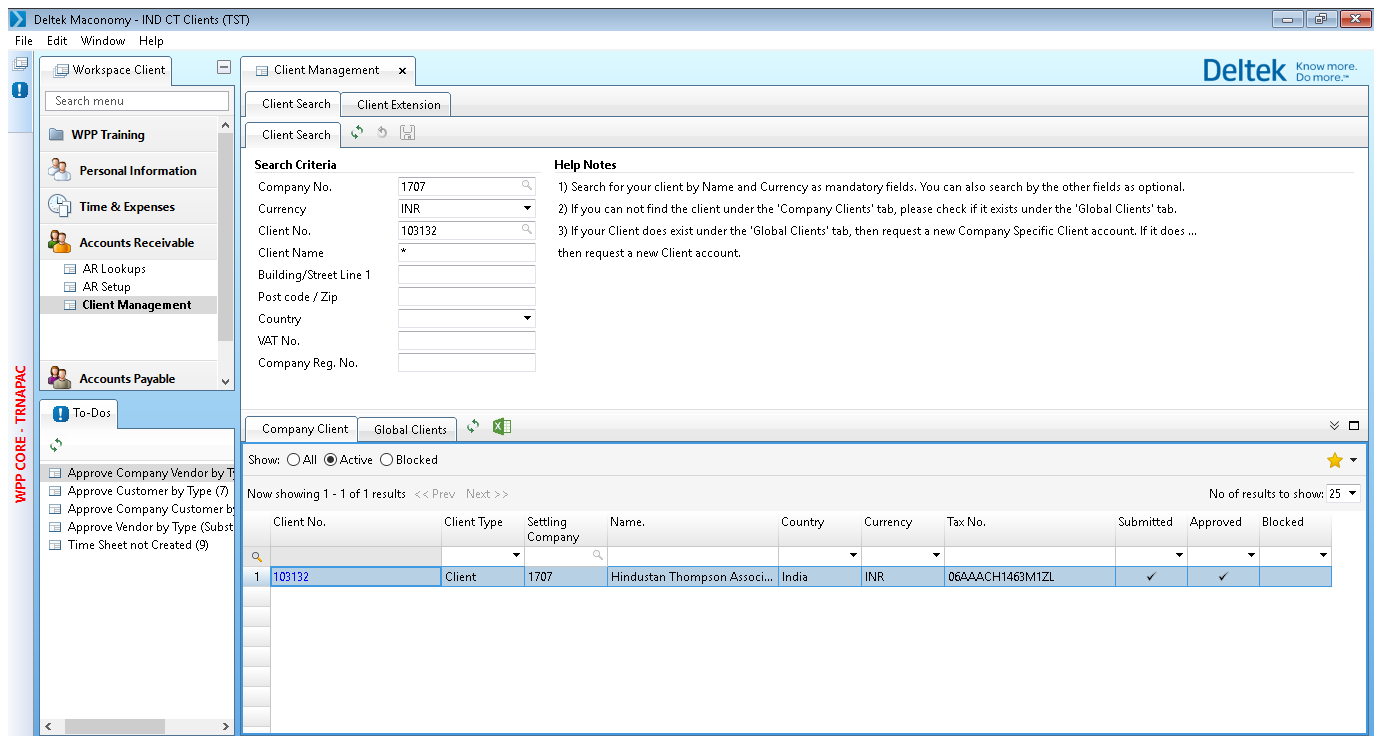 Deltek Maconomy - IND CT Clients (TST)
File Edit Window Help
Workspace Client
Search menu
WPP Training
Personal Information
Time & Expenses
Accounts Receivable
AR Lookups
AR Setup
Client Management
Accounts Payable
WPP CORE - TRNAPAC
To-Dos
Approve Company Vendor by T
Approve Customer by Type (7)
Approve Company Customer by
Approve Vendor by Type (Subst
Time Sheet not Created (9)
Client Management
Deltek Know more. Do more.™
Client Search Client Extension
Client Search
Search Criteria
Company No. 1707
Currency INR
Client No. 103132
Client Name *
Building/Street Line 1
Post code / Zip
Country
VAT No.
Company Reg. No.
Help Notes
1) Search for your client by Name and Currency as mandatory fields. You can also search by the other fields as optional.
2) If you can not find the client under the 'Company Clients' tab, please check if it exists under the 'Global Clients' tab.
3) If your Client does exist under the 'Global Clients' tab, then request a new Company Specific Client account. If it does ...
then request a new Client account.
Company Client Global Clients
Show: All Active Blocked
Now showing 1 - 1 of 1 results << Prev Next >> No of results to show: 25
Client No. Client Type Settling Company Name. Country Currency Tax No. Submitted Approved Blocked
1 103132 Client 1707 Hindustan Thompson Associ... India INR 06AAACH1463M1ZL ✓ ✓